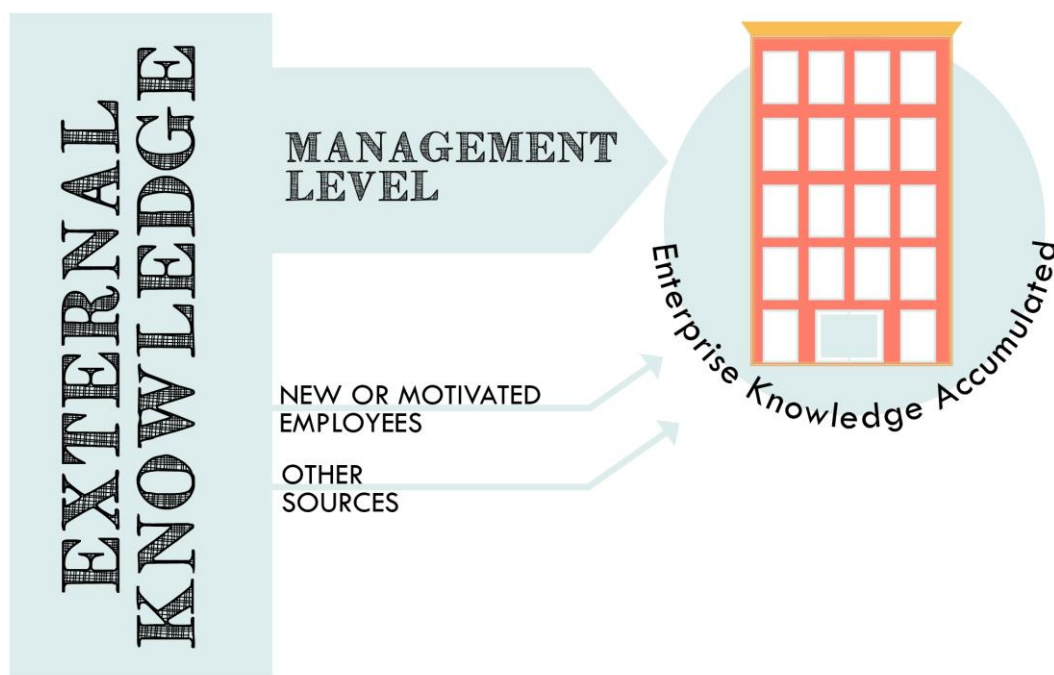 EXTERNAL
KNOWLEDGE
MANAGEMENT
LEVEL
NEW OR MOTIVATED
EMPLOYEES
OTHER
SOURCES
Enterprise Knowledge Accumulated